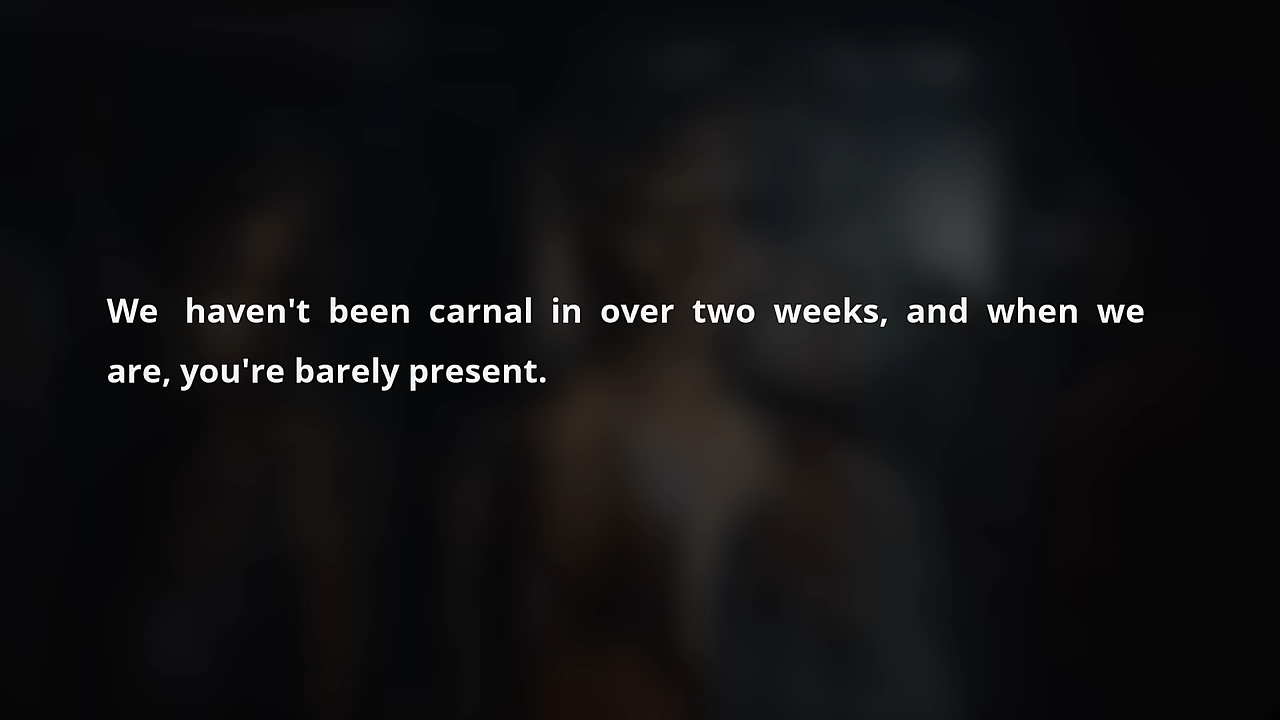 We haven't been carnal in over two weeks, and when we
are, you're barely present.